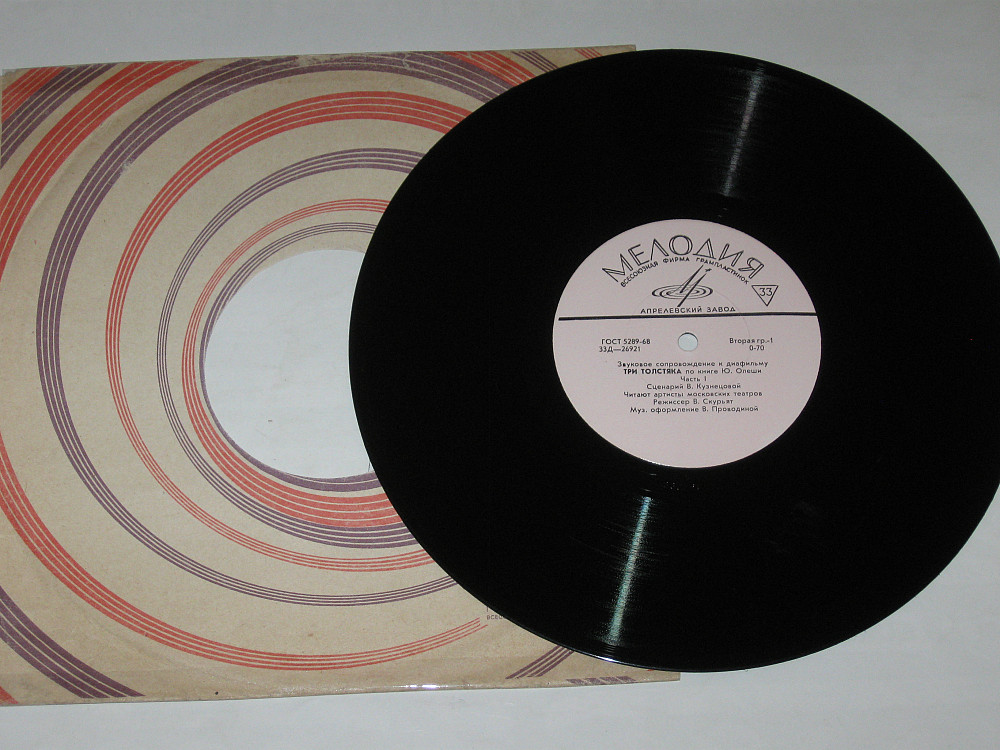 МЕЛОДИЯ
ВСЕСОЮЗНАЯ ФИРМА ГРАМПЛАСТИНОК
33
АПРЕЛЕВСКИЙ ЗАВОД
ГОСТ 5289-68 Вторая гр.-1
33Д—26921 0-70
Звуковое сопровождение к диафильму
ТРИ ТОЛСТЯКА по книге Ю. Олеши
Часть I
Сценарий В. Кузнецовой
Читают артисты московских театров
Режиссер В. Скурьят
Муз. оформление В. Проводиной